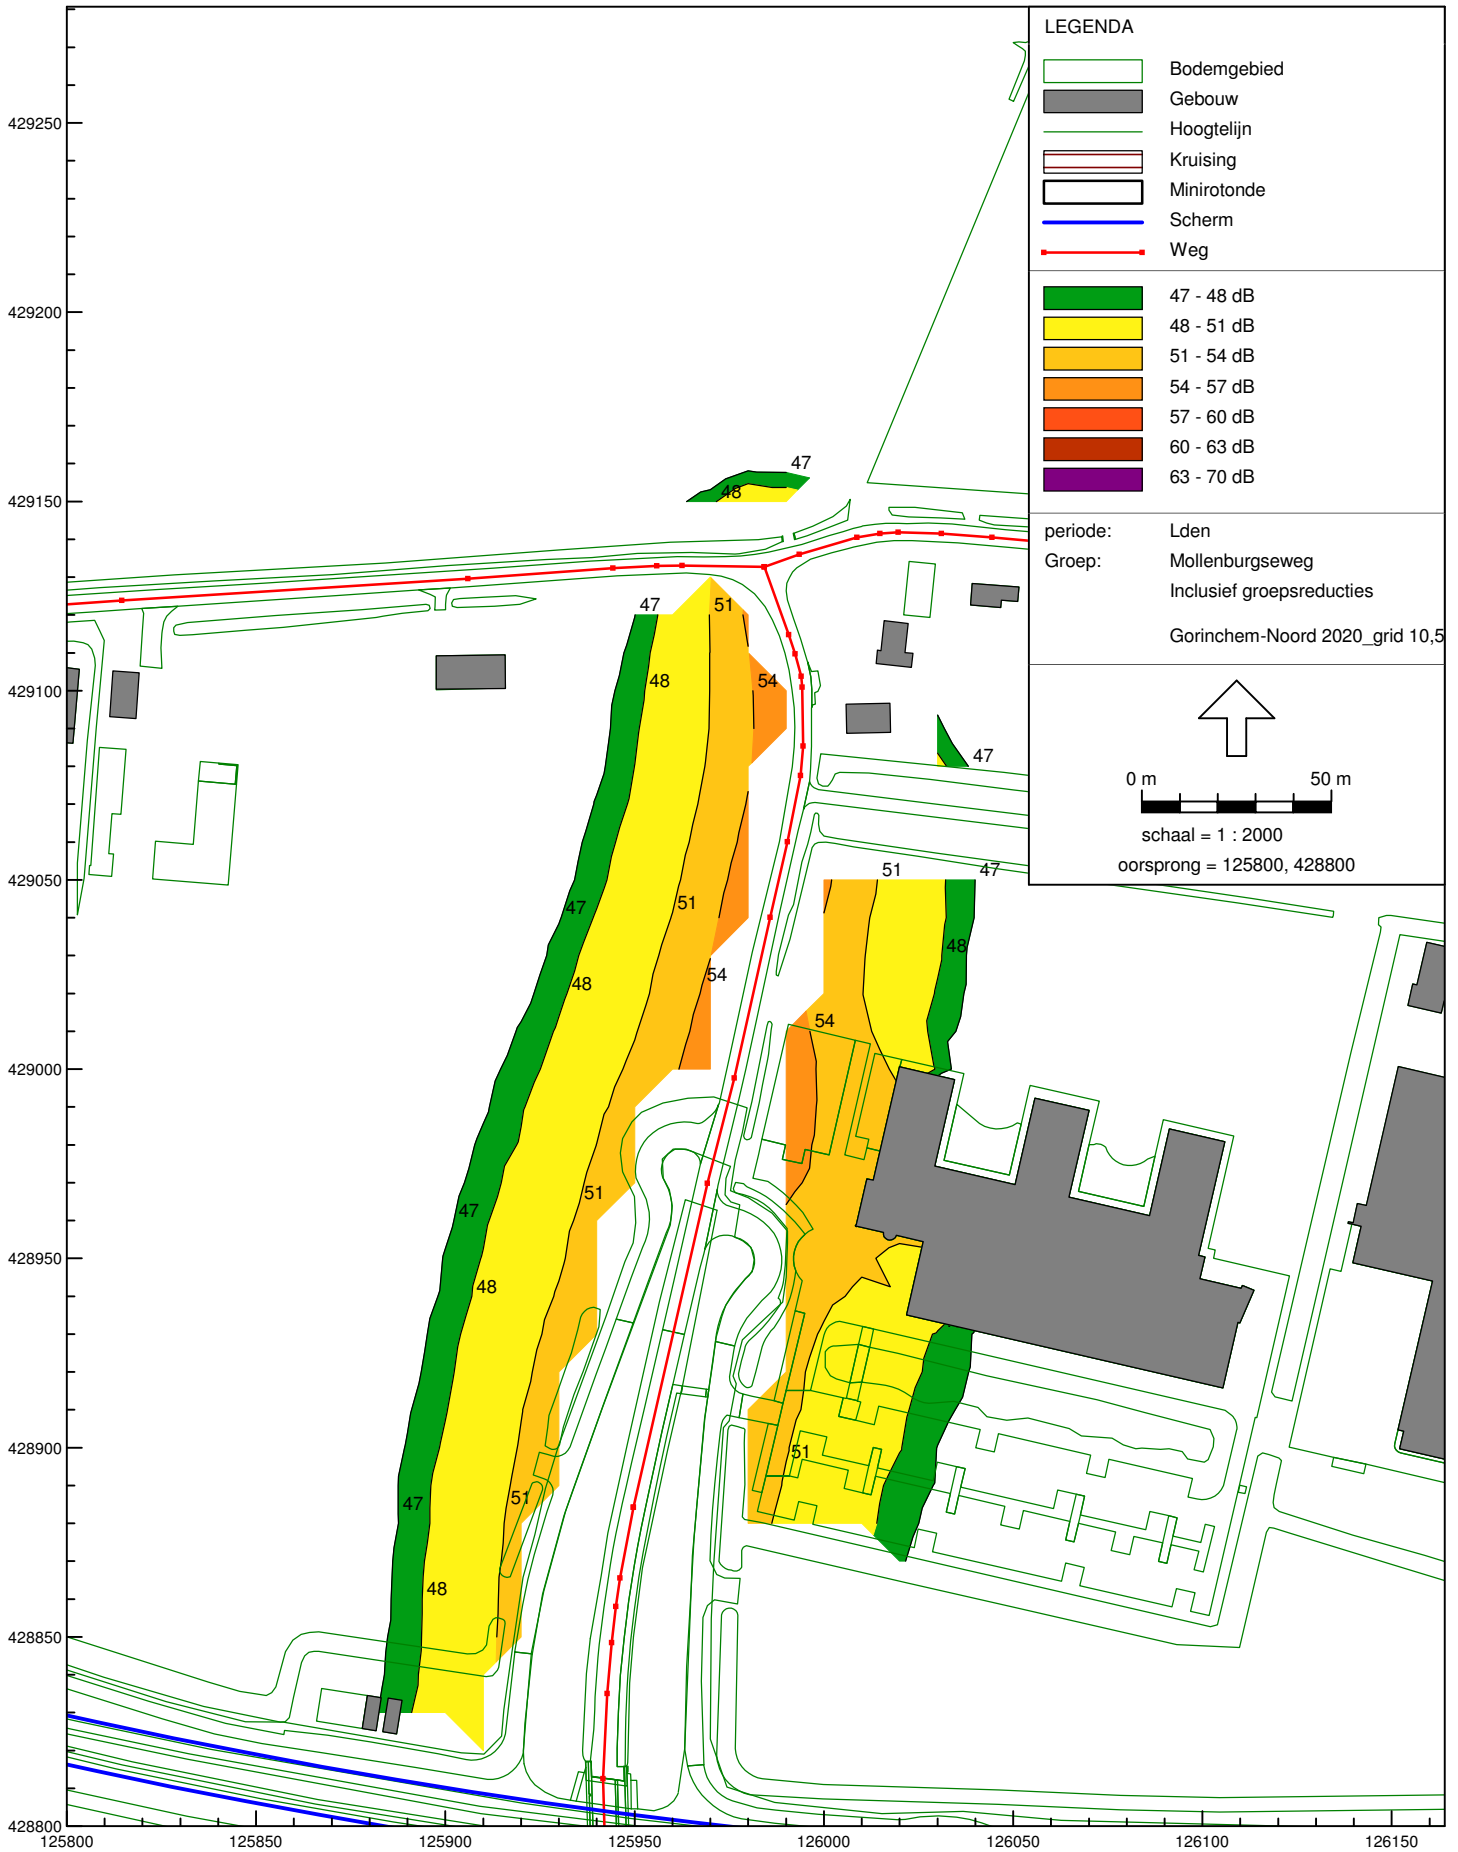 LEGENDA
Bodemgebied
Gebouw
Hoogtelijn
Kruising
Minirotonde
Scherm
Weg
47 - 48 dB
48 - 51 dB
51 - 54 dB
54 - 57 dB
57 - 60 dB
60 - 63 dB
63 - 70 dB
periode: Lden
Groep: Mollenburgseweg
Inclusief groepsreducties
Gorinchem-Noord 2020_grid 10,5
0 m 50 m
schaal = 1 : 2000
oorsprong = 125800, 428800
429250
429200
429150
429100
429050
429000
428950
428900
428850
428800
47
48
47
51
48
54
47
51
47
47
51
48
48
54
54
51
47
48
51
47
51
48
125800 125850 125900 125950 126000 126050 126100 126150